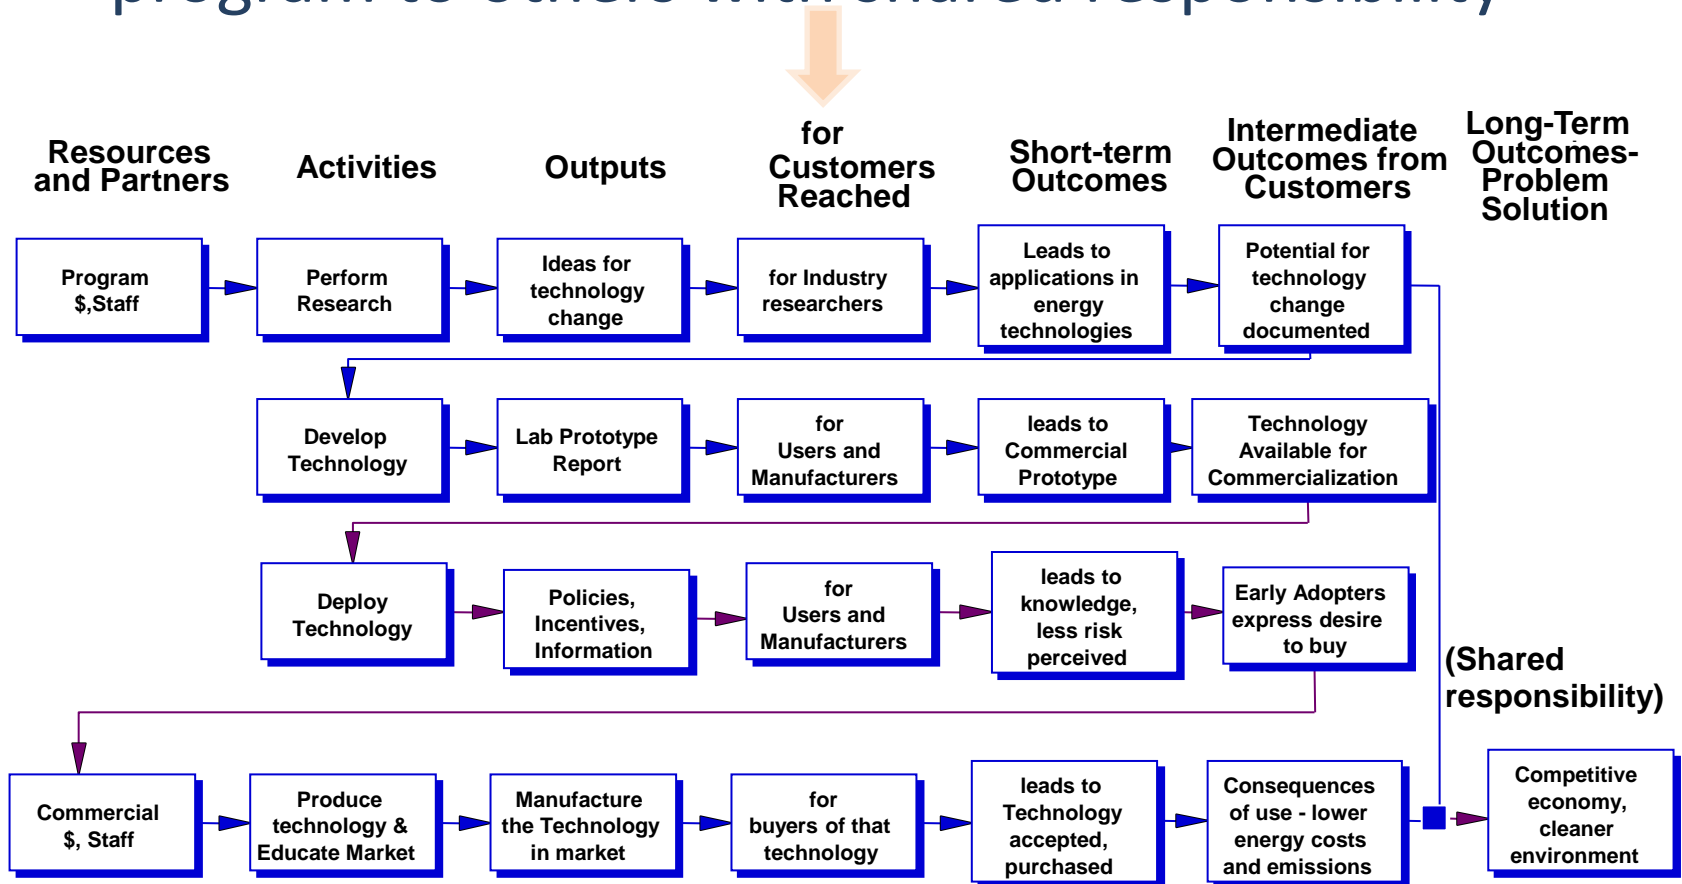 program to others with shared responsibility
Resources
and Partners
Activities
Outputs
for
Customers
Reached
Short-term
Outcomes
Intermediate
Outcomes from
Customers
Long-Term
Outcomes-
Problem
Solution
Program
$,Staff
Perform
Research
Ideas for
technology
change
for Industry
researchers
Leads to
applications in
energy
technologies
Potential for
technology
change
documented
Develop
Technology
Lab Prototype
Report
for
Users and
Manufacturers
leads to
Commercial
Prototype
Technology
Available for
Commercialization
Deploy
Technology
Policies,
Incentives,
Information
for
Users and
Manufacturers
leads to
knowledge,
less risk
perceived
Early Adopters
express desire
to buy
(Shared
responsibility)
Commercial
$, Staff
Produce
technology &
Educate Market
Manufacture
the Technology
in market
for
buyers of that
technology
leads to
Technology
accepted,
purchased
Consequences
of use - lower
energy costs
and emissions
Competitive
economy,
cleaner
environment